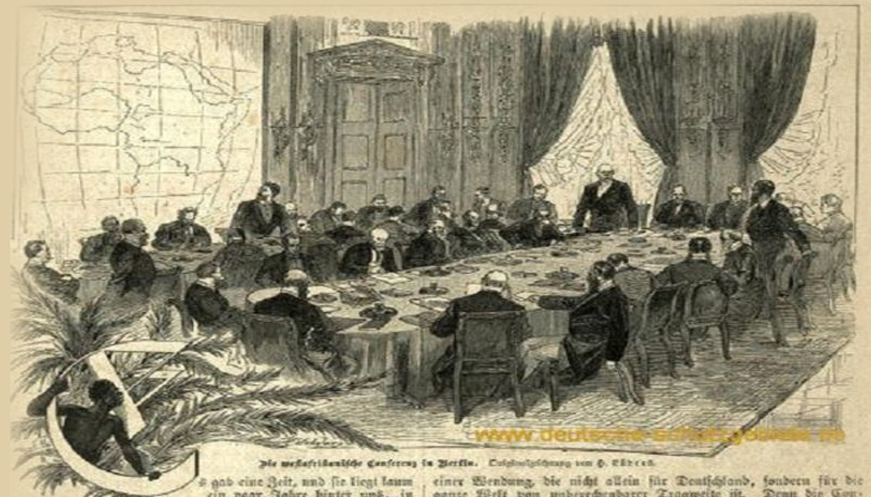 www.deutsche-schutzgebiete.de
Die westafrikanische Conferenz in Berlin. Originalzeichnung von H. Lüders.
s gab eine Zeit, und sie liegt kaum
ein paar Jahre hinter uns, in
einer Wendung, die nicht allein für Deutschland, sondern für die
ganze Welt von unberechenbarer Tragweite ist. Denn die Con-